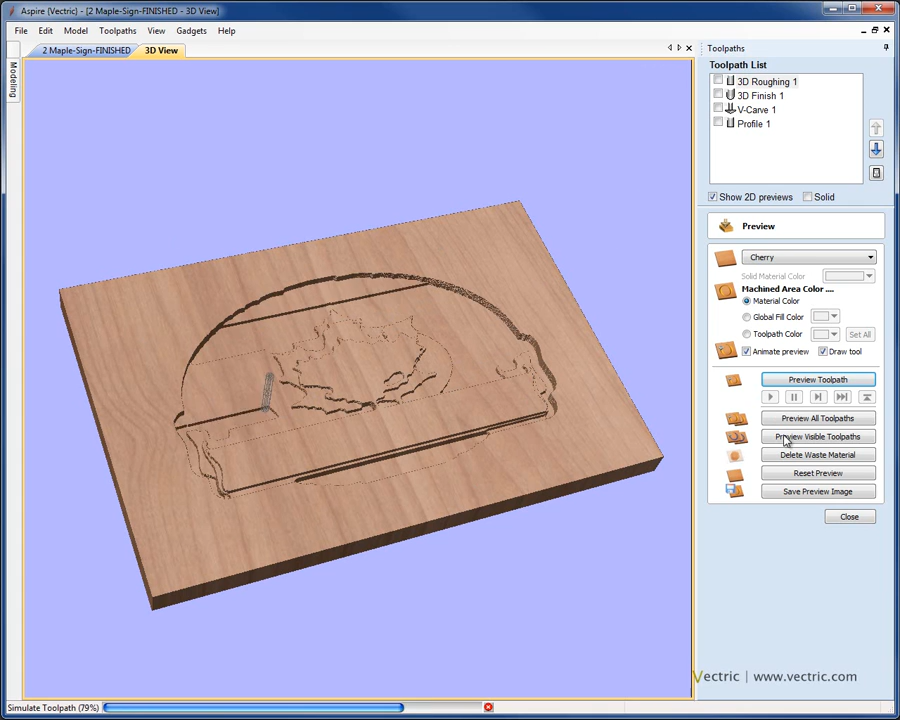 Aspire (Vectric) - [2 Maple-Sign-FINISHED - 3D View]
File Edit Model Toolpaths View Gadgets Help
2 Maple-Sign-FINISHED 3D View
Modeling
Toolpaths
Toolpath List
3D Roughing 1
3D Finish 1
V-Carve 1
Profile 1
Show 2D previews Solid
Preview
Cherry
Solid Material Color
Machined Area Color ....
Material Color
Global Fill Color
Toolpath Color Set All
Animate preview Draw tool
Preview Toolpath
Preview All Toolpaths
Preview Visible Toolpaths
Delete Waste Material
Reset Preview
Save Preview Image
Close
Vectric | www.vectric.com
Simulate Toolpath (79%)